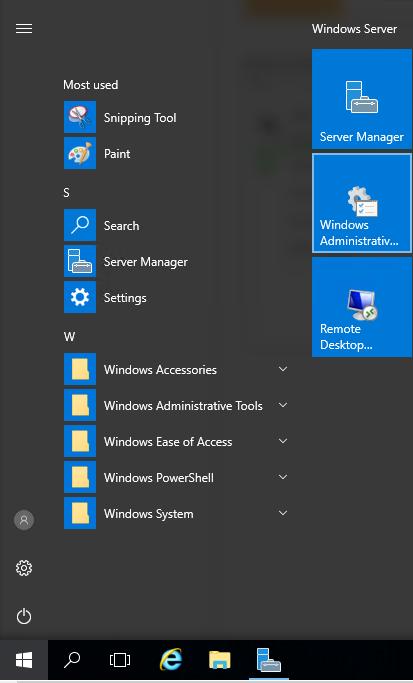 Windows Server
Most used
Snipping Tool
Paint
S
Search
Server Manager
Settings
W
Windows Accessories
Windows Administrative Tools
Windows Ease of Access
Windows PowerShell
Windows System
Server Manager
Windows
Administrativ...
Remote
Desktop...